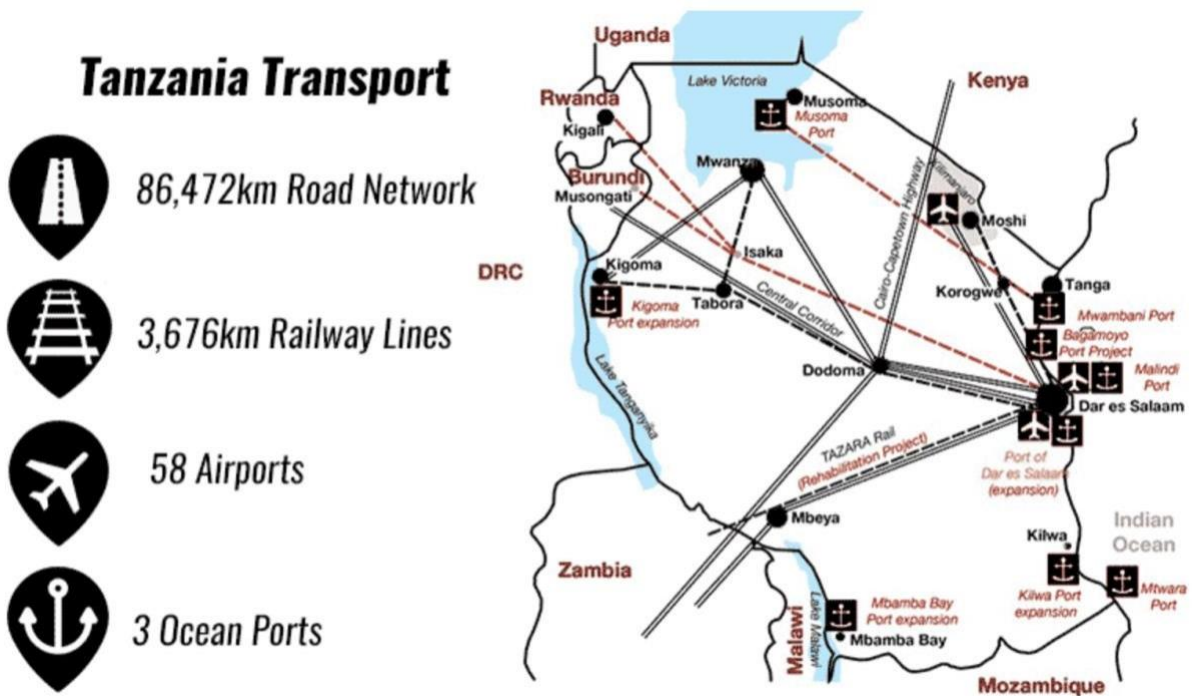 Tanzania Transport
86,472km Road Network
3,676km Railway Lines
58 Airports
3 Ocean Ports
Uganda
Kenya
Lake Victoria
Rwanda
Kigali
Musoma
Musoma
Port
Mwanza
Burundi
Musongati
Kilimanjaro
Moshi
Cairo-Capetown Highway
Isaka
DRC
Kigoma
Kigoma
Port expansion
Tabora
Central Corridor
Korogwe
Tanga
Mwambani Port
Bagamoyo
Port Project
Malindi
Port
Dodoma
Dar es Salaam
Lake Tanganyika
TAZARA Rail
(Rehabilitation Project)
Port of
Dar es Salaam
(expansion)
Mbeya
Indian
Ocean
Kilwa
Zambia
Kilwa Port
expansion
Mtwara
Port
Malawi
Lake Malawi
Mbamba Bay
Port expansion
Mbamba Bay
Mozambique